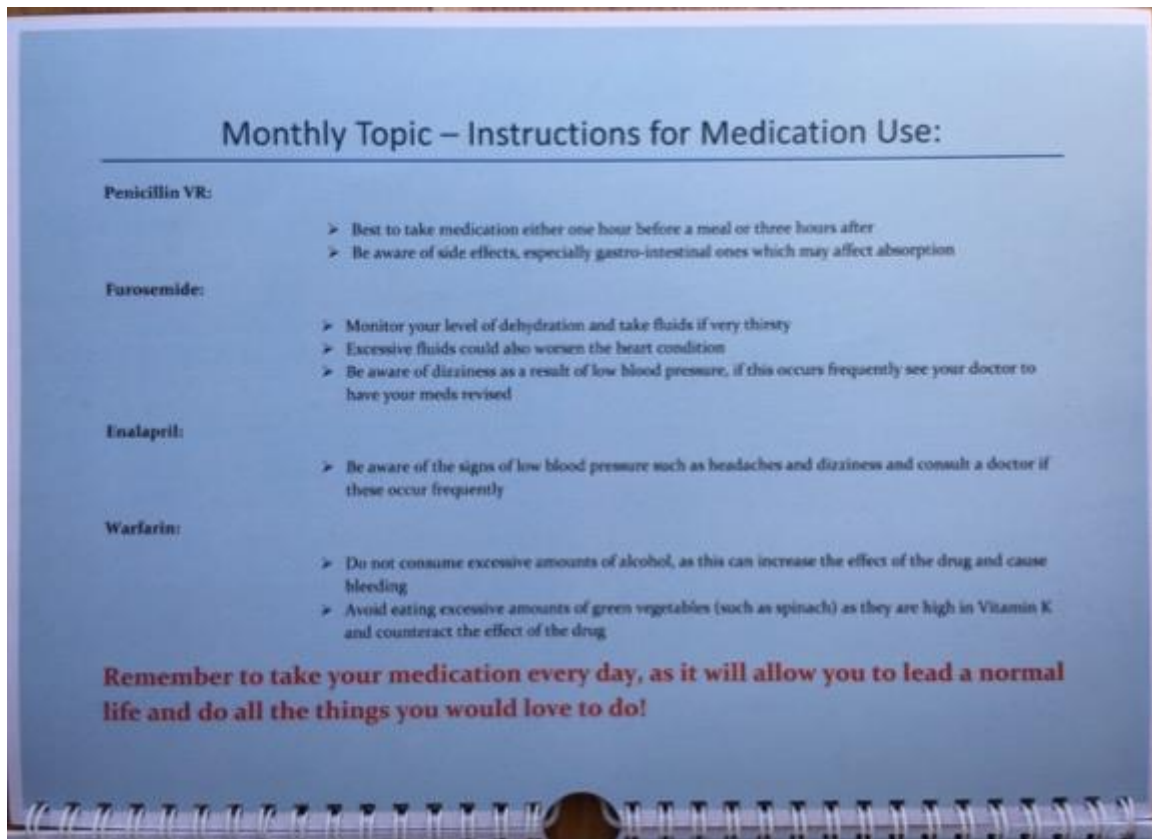 Monthly Topic – Instructions for Medication Use:
Penicillin VR:
➢ Best to take medication either one hour before a meal or three hours after
➢ Be aware of side effects, especially gastro-intestinal ones which may affect absorption
Furosemide:
➢ Monitor your level of dehydration and take fluids if very thirsty
➢ Excessive fluids could also worsen the heart condition
➢ Be aware of dizziness as a result of low blood pressure, if this occurs frequently see your doctor to
have your meds revised
Enalapril:
➢ Be aware of the signs of low blood pressure such as headaches and dizziness and consult a doctor if
these occur frequently
Warfarin:
➢ Do not consume excessive amounts of alcohol, as this can increase the effect of the drug and cause
bleeding
➢ Avoid eating excessive amounts of green vegetables (such as spinach) as they are high in Vitamin K
and counteract the effect of the drug
Remember to take your medication every day, as it will allow you to lead a normal
life and do all the things you would love to do!